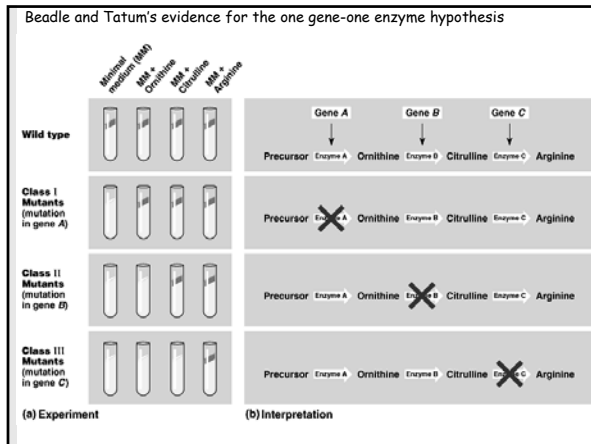 Beadle and Tatum's evidence for the one gene-one enzyme hypothesis
Minimal
medium (MM)
MM +
Ornithine
MM +
Citrulline
MM +
Arginine
Wild type
Gene A
Gene B
Gene C
Precursor Enzyme A Ornithine Enzyme B Citrulline Enzyme C Arginine
Class I
Mutants
(mutation
in gene A)
Precursor Enzyme A Ornithine Enzyme B Citrulline Enzyme C Arginine
Class II
Mutants
(mutation
in gene B)
Precursor Enzyme A Ornithine Enzyme B Citrulline Enzyme C Arginine
Class III
Mutants
(mutation
in gene C)
Precursor Enzyme A Ornithine Enzyme B Citrulline Enzyme C Arginine
(a) Experiment
(b) Interpretation